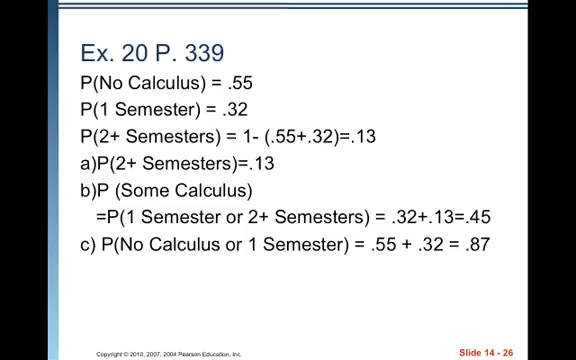 Ex. 20 P. 339
P(No Calculus) = .55
P(1 Semester) = .32
P(2+ Semesters) = 1- (.55+.32)=.13
a)P(2+ Semesters)=.13
b)P (Some Calculus)
=P(1 Semester or 2+ Semesters) = .32+.13=.45
c) P(No Calculus or 1 Semester) = .55 + .32 = .87
Copyright © 2010, 2007, 2004 Pearson Education, Inc.
Slide 14 - 26